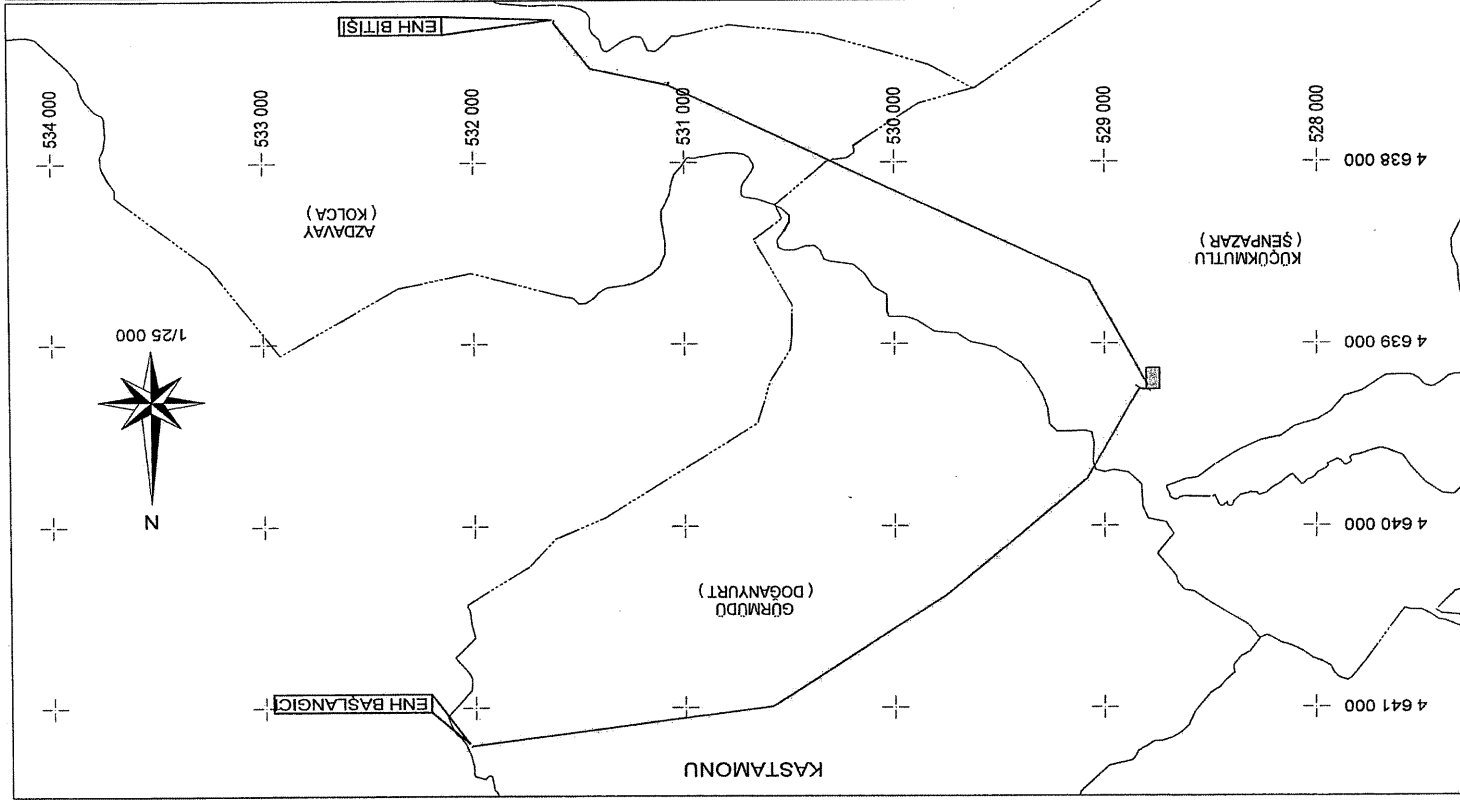 KASTAMONU
ENH BAŞLANGICI
4 641 000
GÜRMÜDÜ
( DOĞANYURT )
4 640 000
N
1/25 000
4 639 000
KÜÇÜKMUTLU
( ŞENPAZAR )
AZDAVAY
( KOLCA )
4 638 000
528 000
529 000
530 000
531 000
532 000
533 000
534 000
ENH BİTİŞİ